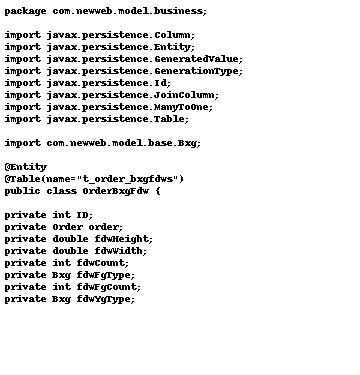 package com.newweb.model.business;
import javax.persistence.Column;
import javax.persistence.Entity;
import javax.persistence.GeneratedValue;
import javax.persistence.GenerationType;
import javax.persistence.Id;
import javax.persistence.JoinColumn;
import javax.persistence.ManyToOne;
import javax.persistence.Table;
import com.newweb.model.base.Bxg;
@Entity
@Table(name="t_order_bxgfdws")
public class OrderBxgFdw {
private int ID;
private Order order;
private double fdwHeight;
private double fdwWidth;
private int fdwCount;
private Bxg fdwFgType;
private int fdwFgCount;
private Bxg fdwYgType;